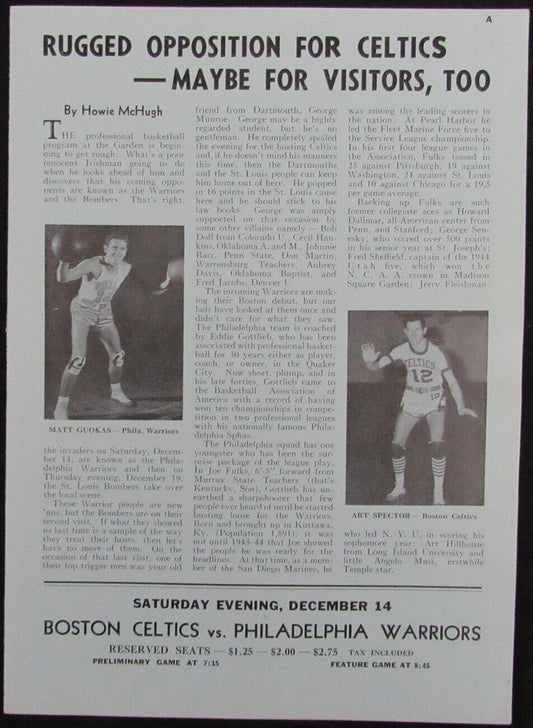 A
RUGGED OPPOSITION FOR CELTICS
—MAYBE FOR VISITORS, TOO
By Howie McHugh
THE professional basketball
program at the Garden is begin-
ning to get rough. What's a poor
innocent Irishman going to do
when he looks ahead of him and
discovers that his coming oppo-
nents are known as the Warriors
and the Bombers. That's right,
MATT GUOKAS—Phila. Warriors
the invaders on Saturday, Decem-
ber 14, are known as the Phila-
delphia Warriors and then on
Thursday evening, December 19,
the St. Louis Bombers take over
the local scene.
These Warrior people are new
'uns, but the Bombers are on their
second visit. If what they showed
us last time is a sample of the way
they treat their hosts, then let's
have no more of them. On the
occasion of that last visit, one of
their top trigger men was your old
friend from Dartmouth, George
Munroe. George may be a highly
regarded student, but he's no
gentleman. He completely spoiled
the evening for the hosting Celtics
and, if he doesn't mind his manners
this time, then the Dartmouth
and the St. Louis people can keep
him home out of here. He popped
in 16 points in the St. Louis cause
here and he should stick to his
law books. George was amply
supported on that occasion by
some other villains namely — Bob
Doll from Colorado U., Cecil Han-
kins, Oklahoma A. and M., Johnnie
Barr, Penn State, Don Martin,
Warrensburg Teachers, Aubrey
Davis, Oklahoma Baptist, and
Fred Jacobs, Denver U.
The incoming Warriors are mak-
ing their Boston debut, but our
lads have looked at them once and
didn't care for what they saw.
The Philadelphia team is coached
by Eddie Gottlieb, who has been
associated with professional basket-
ball for 30 years either as player,
coach, or owner, in the Quaker
City. Now short, plump, and in
his late forties, Gottlieb came to
the Basketball Association of
America with a record of having
won ten championships in compe-
tition in two professional leagues
with his nationally famous Phila-
delphia Sphas.
The Philadelphia squad has one
youngster who has been the sur-
prise package of the league play.
In Joe Fulks, 6'-5" forward from
Murray State Teachers (that's
Kentucky, Son), Gottlieb has un-
earthed a sharpshooter that few
people ever heard of until he started
busting loose for the Warriors.
Born and brought up in Kuttawa,
Ky. (Population 1,891), it was
not until 1943-44 that Joe showed
the people he was ready for the
headlines. At that time, as a mem-
ber of the San Diego Marines, he
was among the leading scorers in
the nation. At Pearl Harbor he
led the Fleet Marine Force five to
the Service League championship.
In his first four league games in
the Association, Fulks tossed in
25 against Pittsburgh, 19 against
Washington, 24 against St. Louis
and 10 against Chicago for a 19.5
per game average.
Backing up Fulks are such
former collegiate aces as Howard
Dallmar, all-American center from
Penn. and Stanford; George Sen-
esky, who scored over 500 points
in his senior year at St. Joseph's;
Fred Sheffield, captain of the 1944
Utah five, which won the
N. C. A. A. crown in Madison
Square Garden; Jerry Fleishman,
CELTICS
12
12
ART SPECTOR—Boston Celtics
who led N. Y. U. in scoring his
sophomore year; Art Hillhouse
from Long Island University and
little Angelo Musi, erstwhile
Temple star.
SATURDAY EVENING, DECEMBER 14
BOSTON CELTICS vs. PHILADELPHIA WARRIORS
RESERVED SEATS — $1.25 — $2.00 — $2.75 TAX INCLUDED
PRELIMINARY GAME AT 7:15 FEATURE GAME AT 8:45